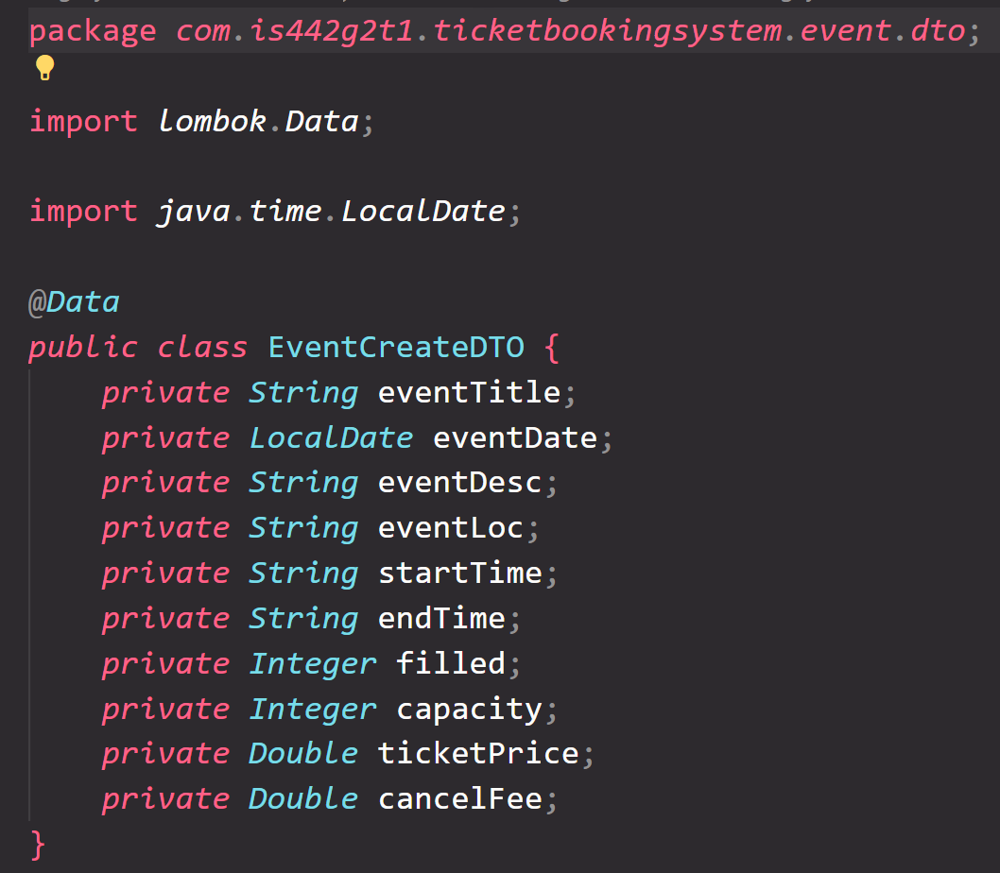 package com.is442g2t1.ticketbookingsystem.event.dto;
import lombok.Data;
import java.time.LocalDate;
@Data
public class EventCreateDTO {
    private String eventTitle;
    private LocalDate eventDate;
    private String eventDesc;
    private String eventLoc;
    private String startTime;
    private String endTime;
    private Integer filled;
    private Integer capacity;
    private Double ticketPrice;
    private Double cancelFee;
}